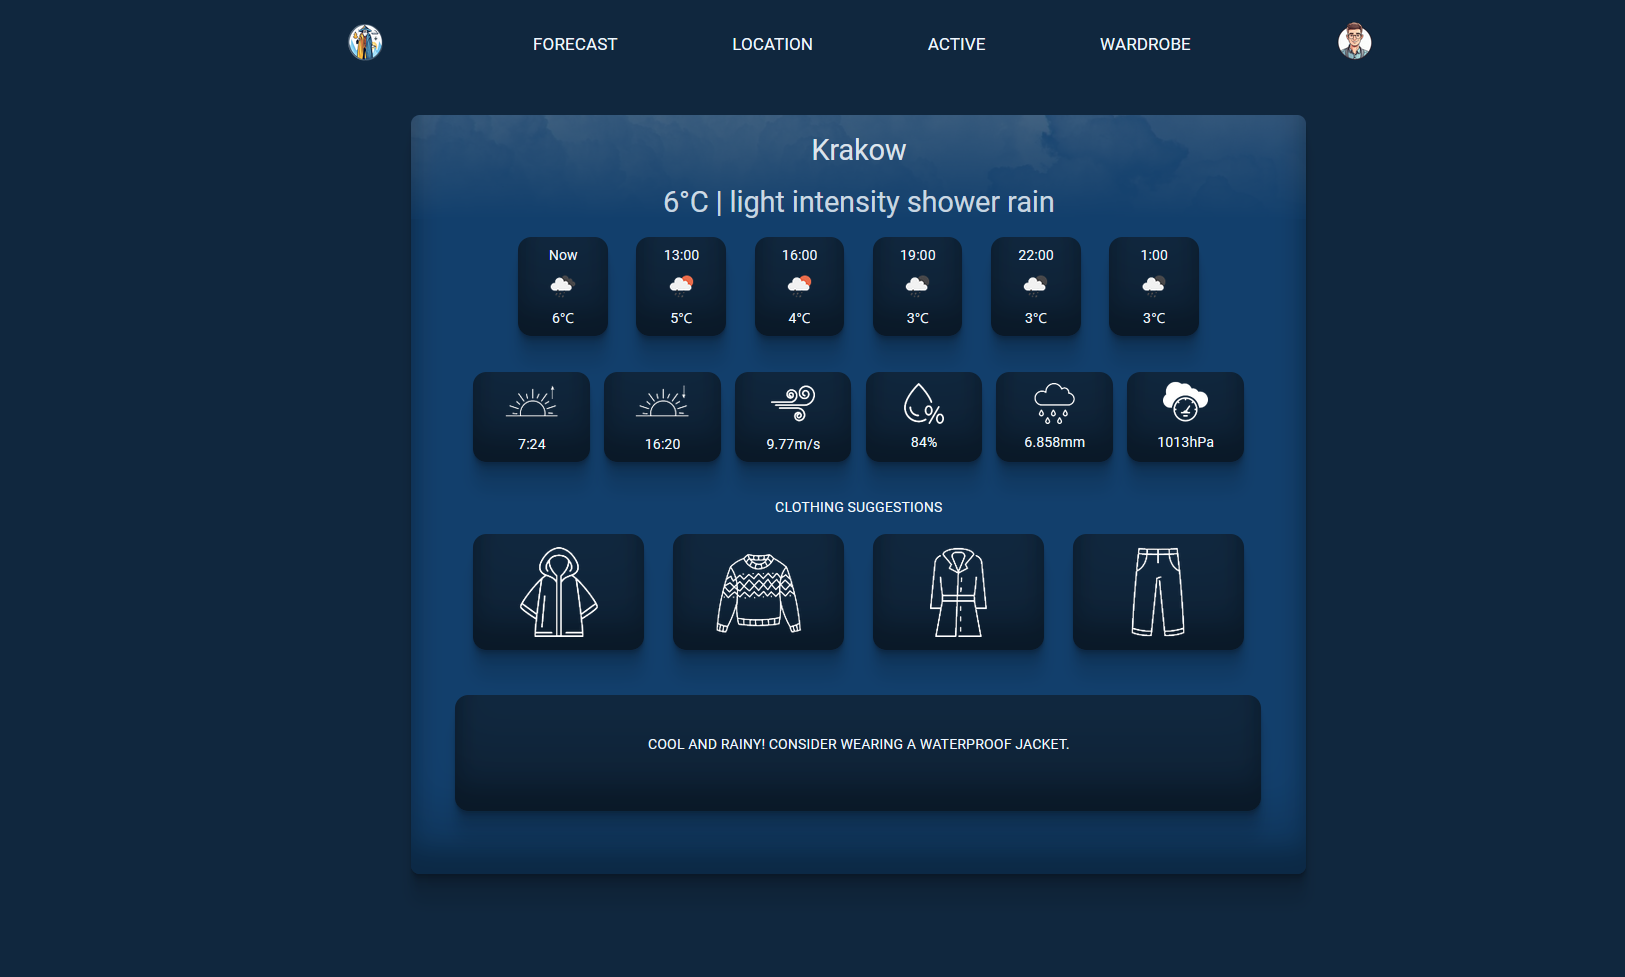 FORECAST LOCATION ACTIVE WARDROBE
Krakow
6°C | light intensity shower rain
Now 13:00 16:00 19:00 22:00 1:00
6°C 5°C 4°C 3°C 3°C 3°C
%
7:24 16:20 9.77m/s 84% 6.858mm 1013hPa
CLOTHING SUGGESTIONS
COOL AND RAINY! CONSIDER WEARING A WATERPROOF JACKET.